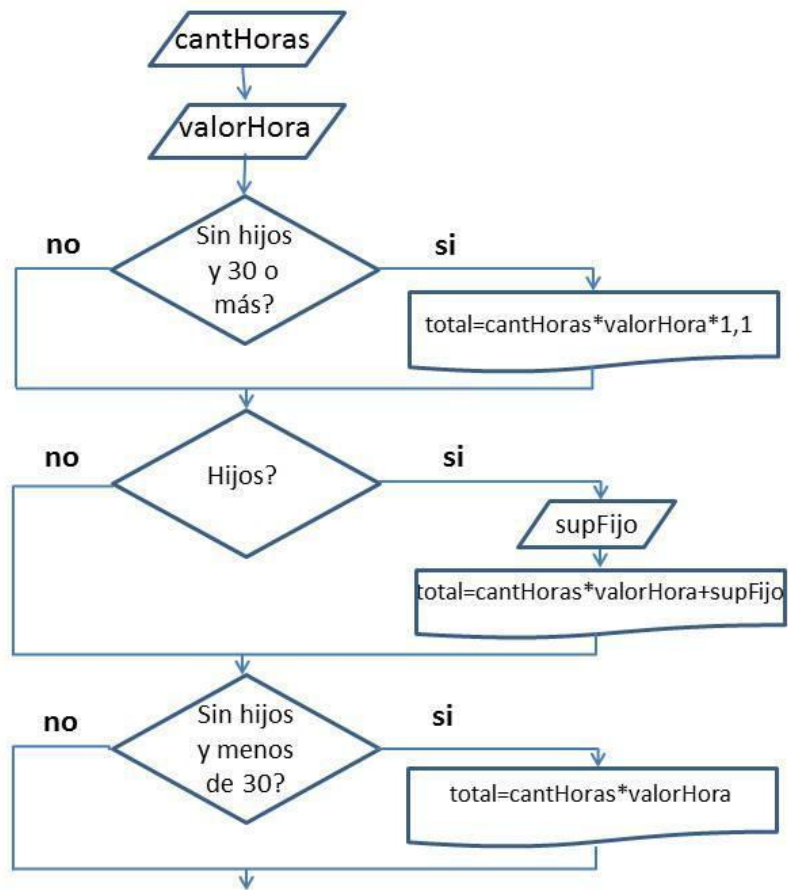 cantHoras
valorHora
no
Sin hijos
y 30 o
más?
si
total=cantHoras*valorHora*1,1
no
Hijos?
si
supFijo
total=cantHoras*valorHora+supFijo
no
Sin hijos
y menos
de 30?
si
total=cantHoras*valorHora